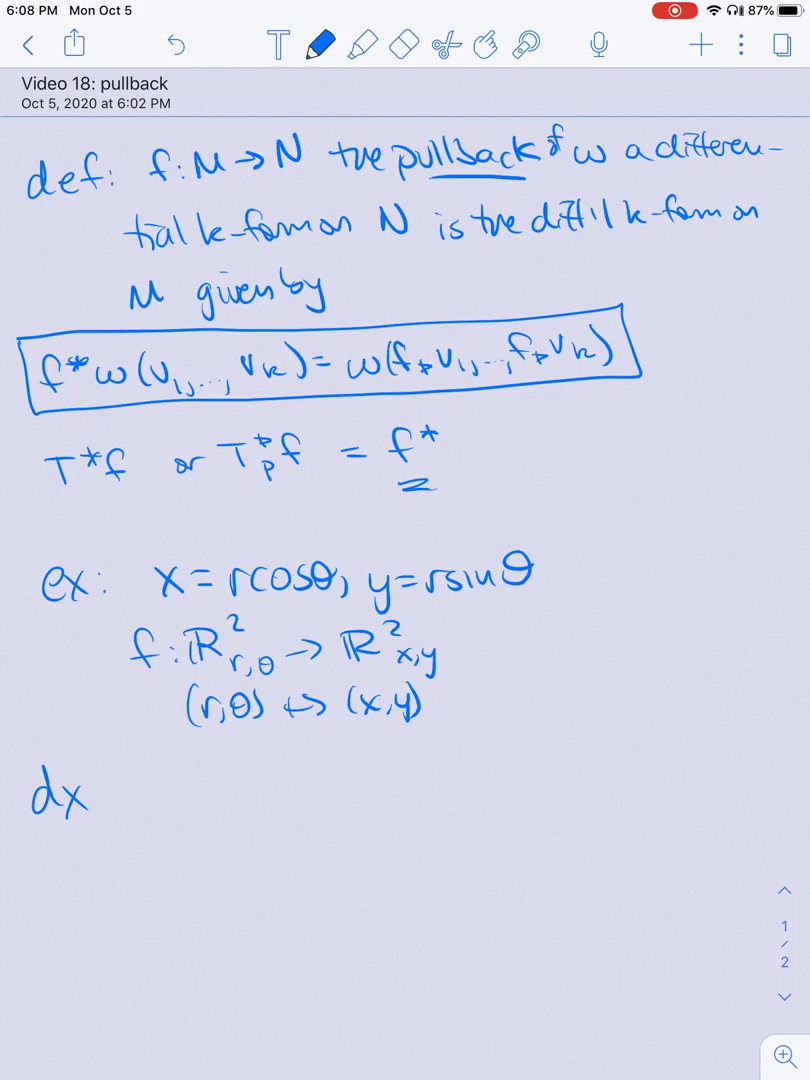 6:08 PM Mon Oct 5
87%
T
Video 18: pullback
Oct 5, 2020 at 6:02 PM
def: f: M → N the pullback of ω a differen-
tial k-form on N is the diff'l k-form on
M given by
f*ω(v₁,..., vₖ) = ω(f⁎v₁,..., f⁎vₖ)
T*f or T*ₚf = f*
ex: x = rcosθ, y = rsinθ
f: ℝ²r,θ → ℝ²x,y
(r,θ) ↦ (x,y)
dx
1
/
2